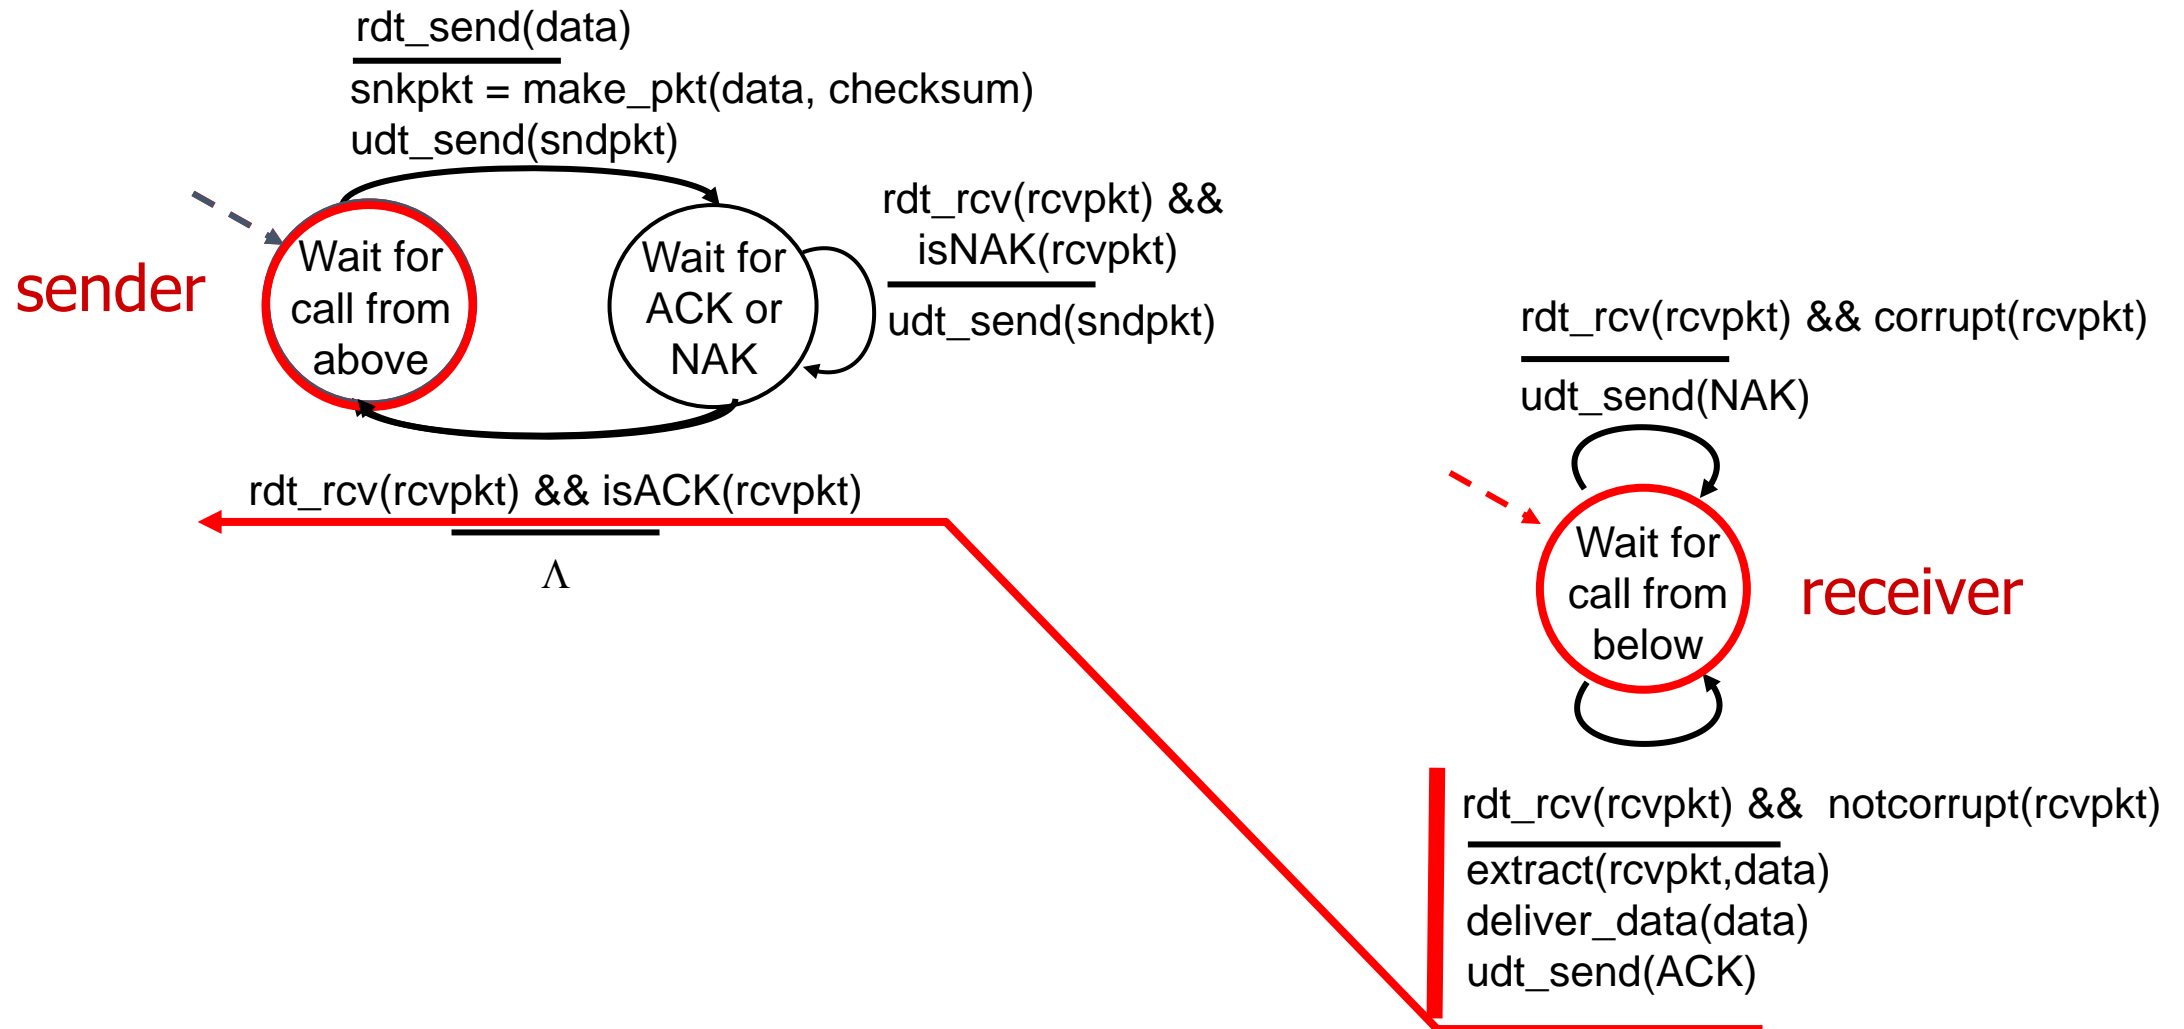 rdt_send(data)
snkpkt = make_pkt(data, checksum)
udt_send(sndpkt)
sender
Wait for
call from
above
Wait for
ACK or
NAK
rdt_rcv(rcvpkt) &&
isNAK(rcvpkt)
udt_send(sndpkt)
rdt_rcv(rcvpkt) && isACK(rcvpkt)
Λ
rdt_rcv(rcvpkt) && corrupt(rcvpkt)
udt_send(NAK)
Wait for
call from
below
receiver
rdt_rcv(rcvpkt) && notcorrupt(rcvpkt)
extract(rcvpkt,data)
deliver_data(data)
udt_send(ACK)